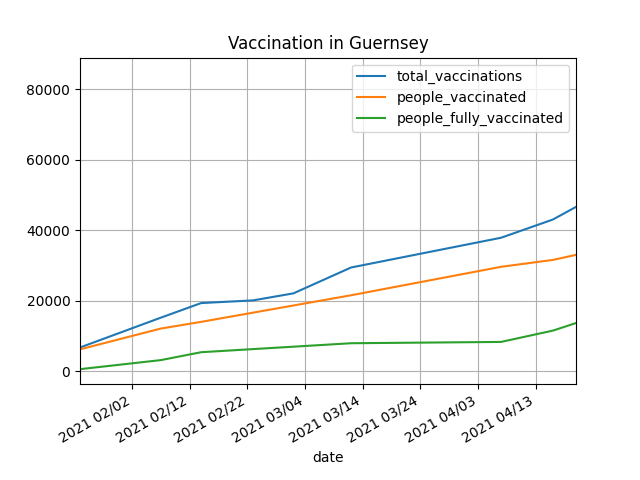 Vaccination in Guernsey
total_vaccinations
people_vaccinated
people_fully_vaccinated
80000
60000
40000
20000
0
2021 02/02
2021 02/12
2021 02/22
2021 03/04
2021 03/14
2021 03/24
2021 04/03
2021 04/13
date